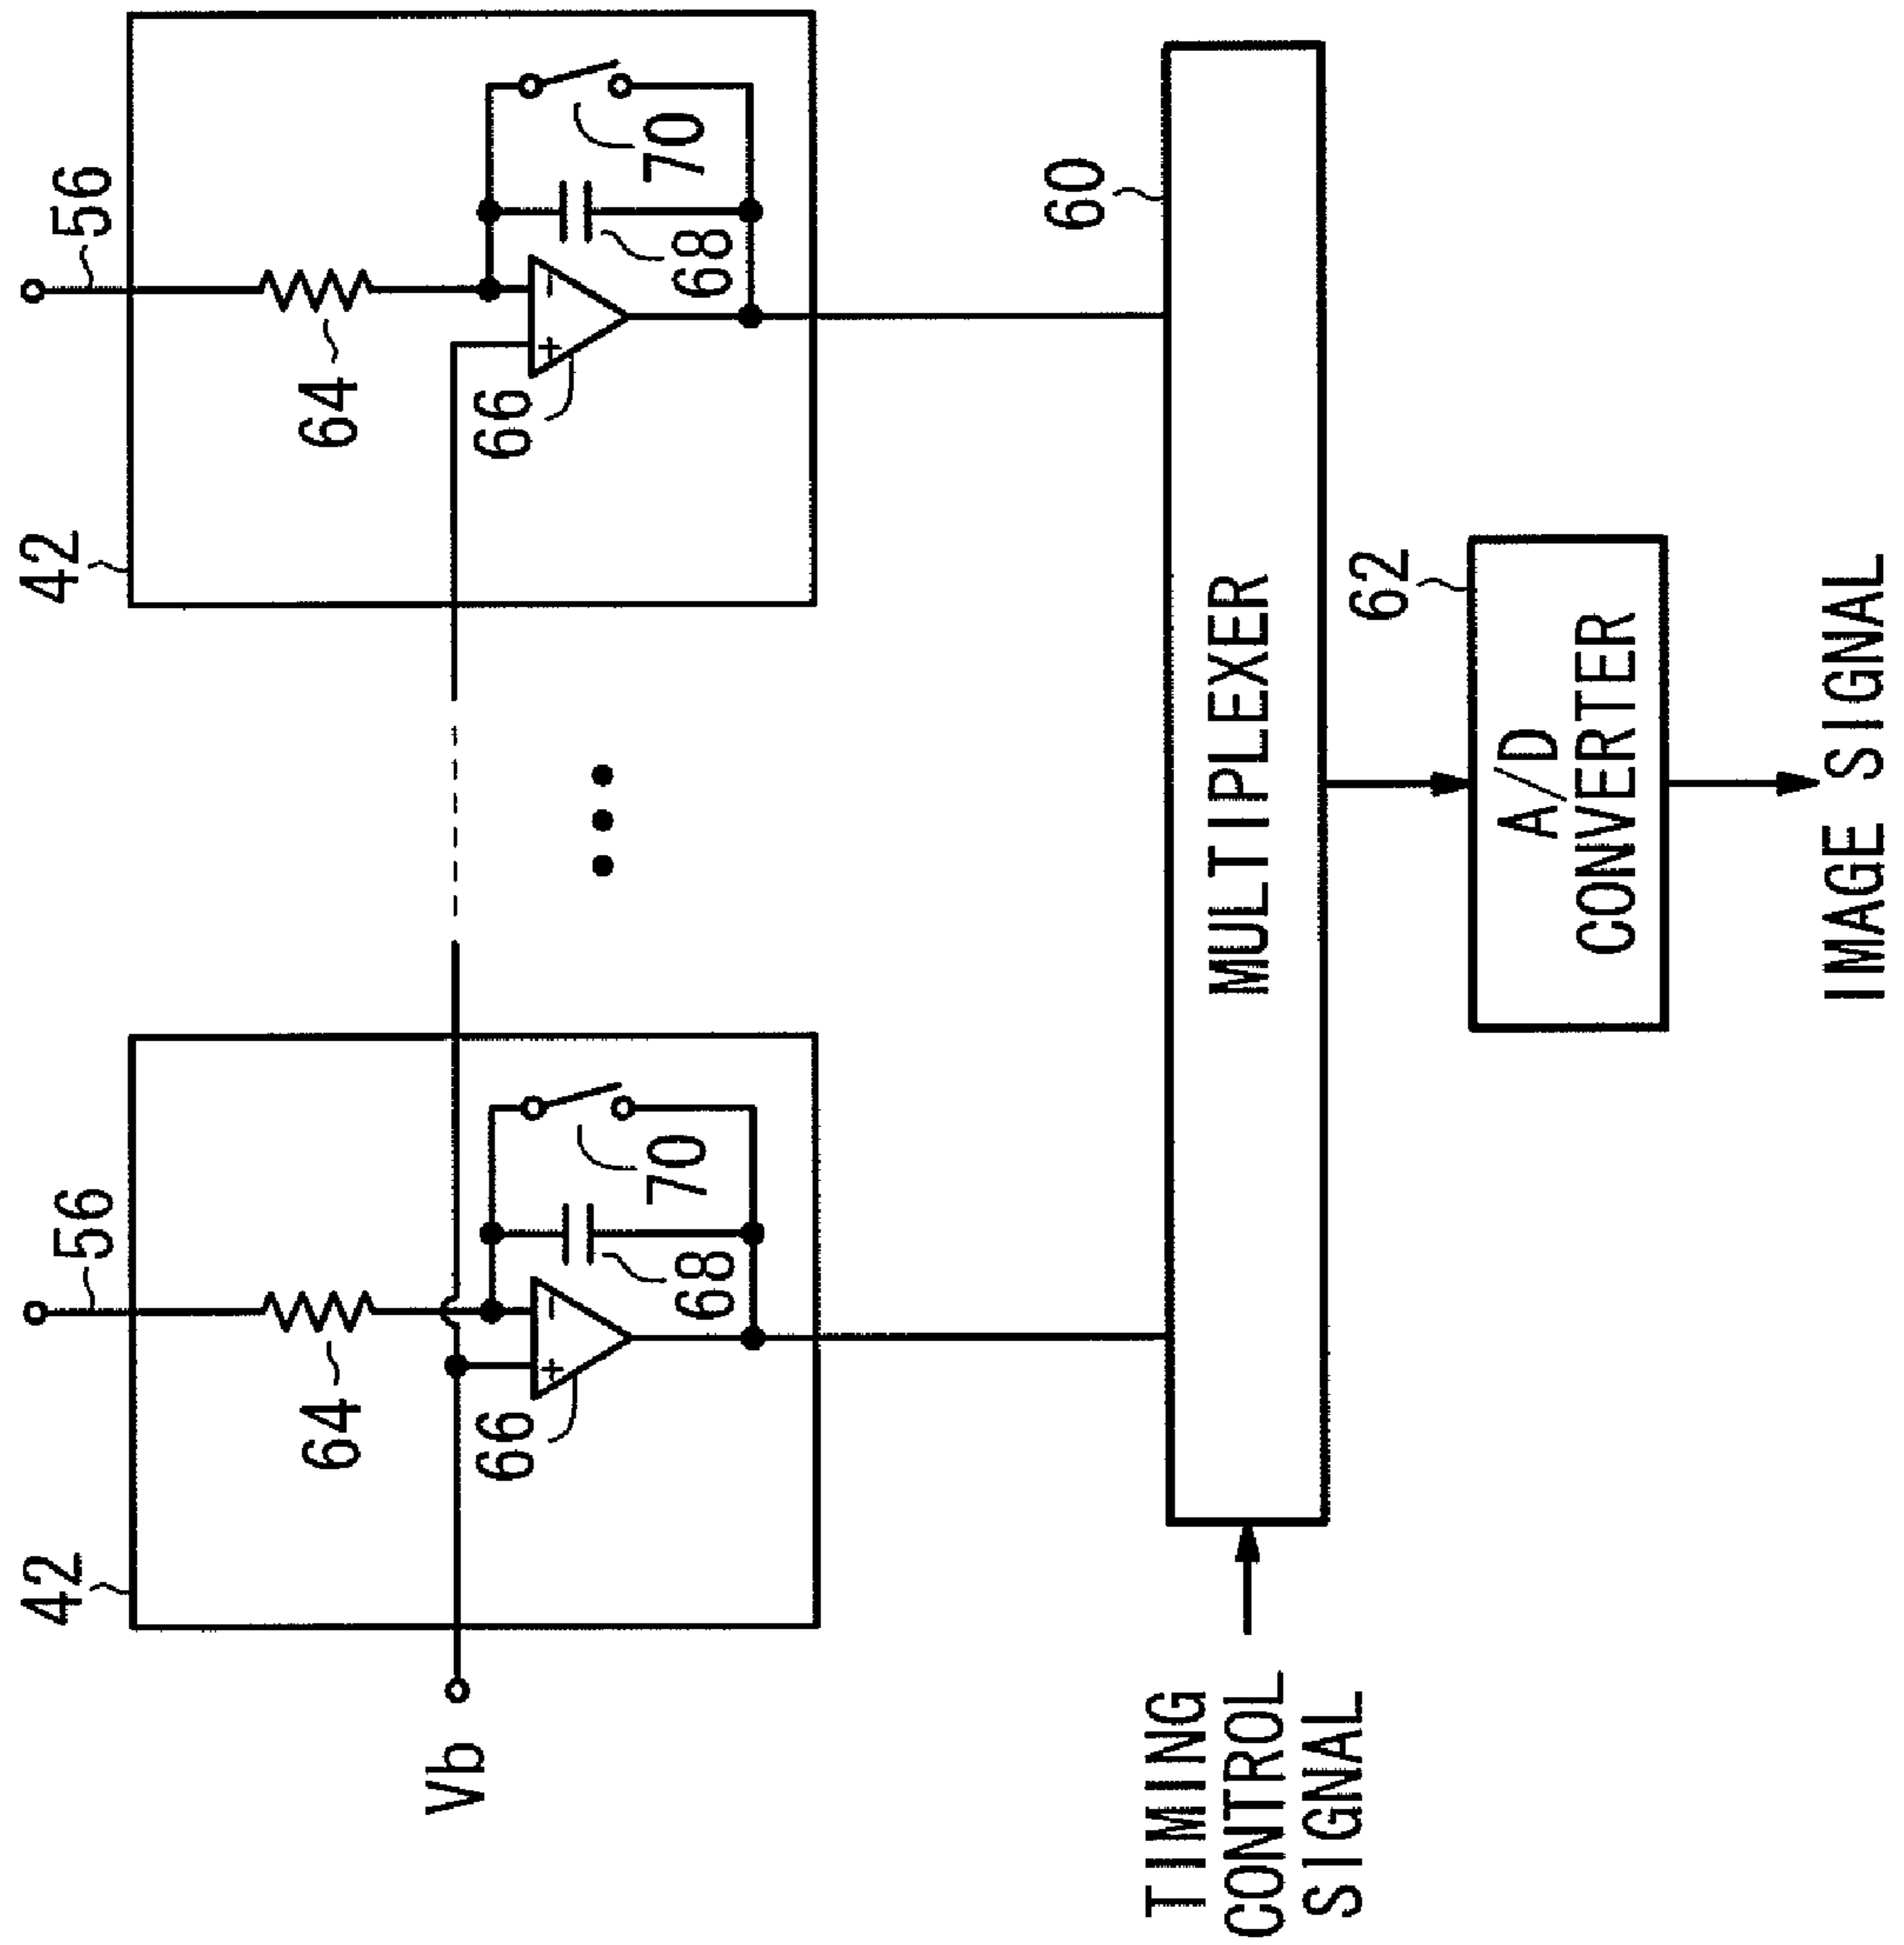 56
56
42
42
64
64
66
66
+
−
+
−
68
68
70
70
Vb
60
TIMING
CONTROL
SIGNAL
MULTIPLEXER
62
A/D
CONVERTER
IMAGE SIGNAL